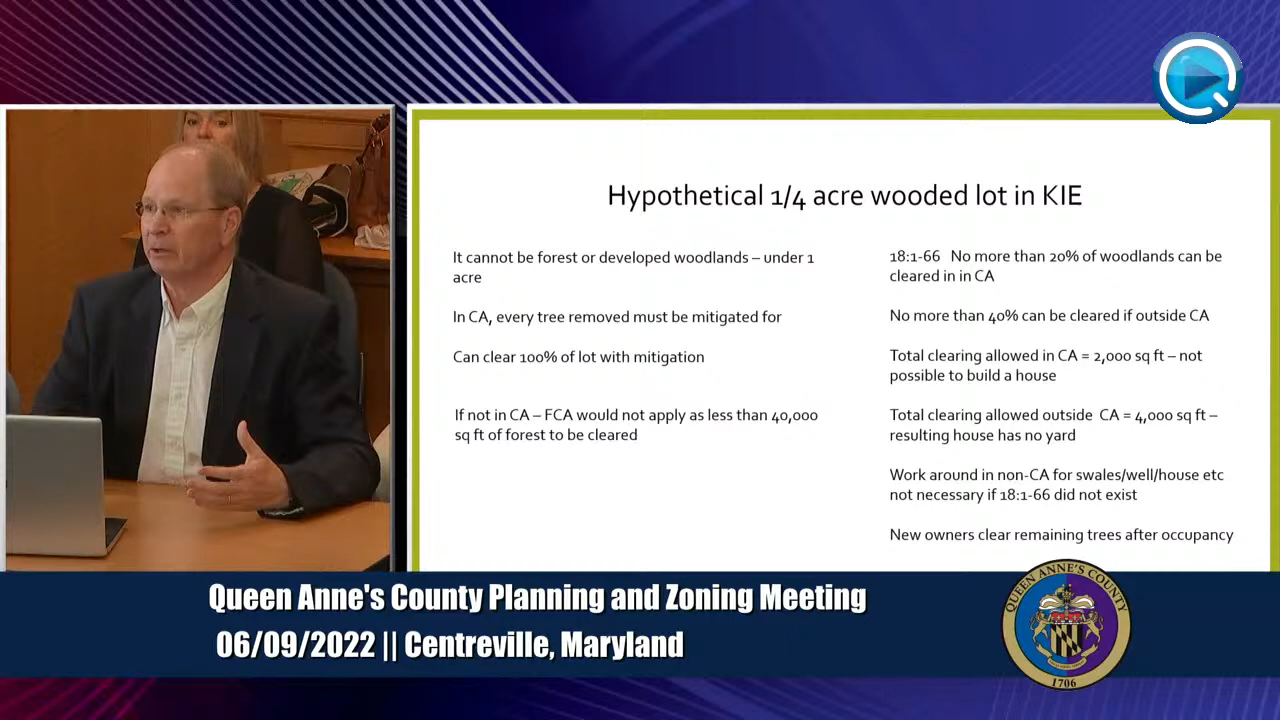 Hypothetical 1/4 acre wooded lot in KIE
It cannot be forest or developed woodlands – under 1
acre
In CA, every tree removed must be mitigated for
Can clear 100% of lot with mitigation
If not in CA – FCA would not apply as less than 40,000
sq ft of forest to be cleared
18:1-66 No more than 20% of woodlands can be
cleared in in CA
No more than 40% can be cleared if outside CA
Total clearing allowed in CA = 2,000 sq ft – not
possible to build a house
Total clearing allowed outside CA = 4,000 sq ft –
resulting house has no yard
Work around in non-CA for swales/well/house etc
not necessary if 18:1-66 did not exist
New owners clear remaining trees after occupancy
Queen Anne's County Planning and Zoning Meeting
06/09/2022 || Centreville, Maryland
QUEEN ANNE'S COUNTY
1706